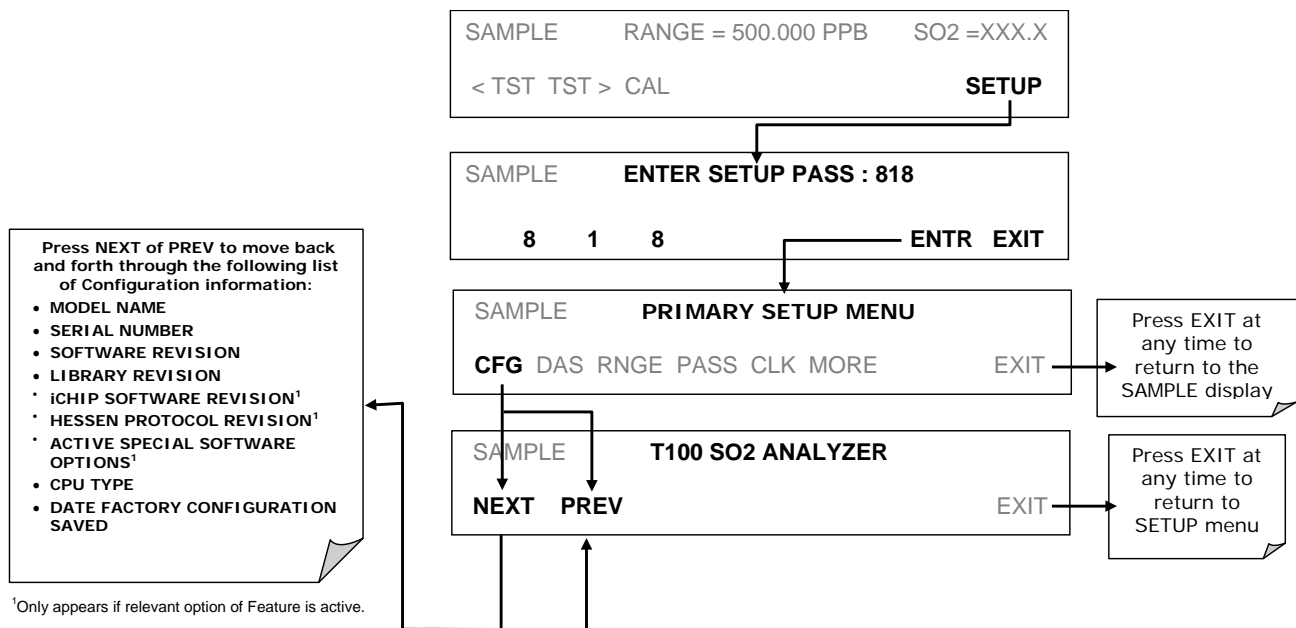 SAMPLE RANGE = 500.000 PPB SO2 =XXX.X
< TST TST > CAL SETUP
SAMPLE ENTER SETUP PASS : 818
8 1 8 ENTR EXIT
SAMPLE PRIMARY SETUP MENU
CFG DAS RNGE PASS CLK MORE EXIT
Press EXIT at
any time to
return to the
SAMPLE display
SAMPLE T100 SO2 ANALYZER
NEXT PREV EXIT
Press EXIT at
any time to
return to
SETUP menu
Press NEXT of PREV to move back
and forth through the following list
of Configuration information:
• MODEL NAME
• SERIAL NUMBER
• SOFTWARE REVISION
• LIBRARY REVISION
• iCHIP SOFTWARE REVISION¹
• HESSEN PROTOCOL REVISION¹
• ACTIVE SPECIAL SOFTWARE
OPTIONS¹
• CPU TYPE
• DATE FACTORY CONFIGURATION
SAVED
¹Only appears if relevant option of Feature is active.